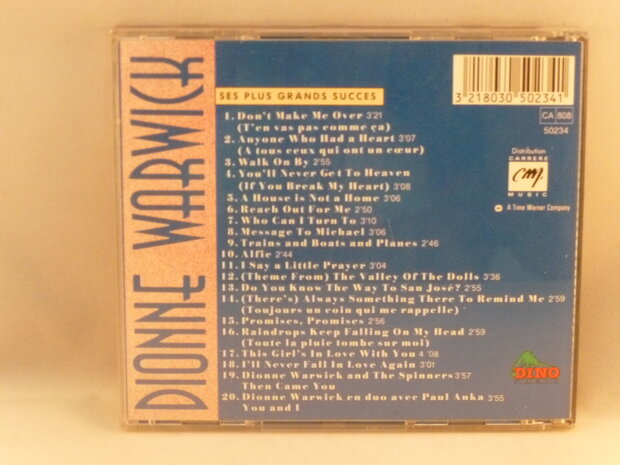 DIONNE WARWICK
SES PLUS GRANDS SUCCES
1. Don't Make Me Over 3'21
(T'en vas pas comme ça)
2. Anyone Who Had a Heart 3'07
(A tous ceux qui ont un cœur)
3. Walk On By 2'55
4. You'll Never Get To Heaven
(If You Break My Heart) 3'08
5. A House is Not a Home 3'06
6. Reach Out For Me 2'50
7. Who Can I Turn To 3'10
8. Message To Michael 3'06
9. Trains and Boats and Planes 2'46
10. Alfie 2'44
11. I Say a Little Prayer 3'04
12. (Theme From) The Valley Of The Dolls 3'36
13. Do You Know The Way To San José? 2'55
14. (There's) Always Something There To Remind Me 2'59
(Toujours un coin qui me rappelle)
15. Promises, Promises 2'56
16. Raindrops Keep Falling On My Head 2'59
(Toute la pluie tombe sur moi)
17. This Girl's In Love With You 4'08
18. I'll Never Fall In Love Again 3'01
19. Dionne Warwick and The Spinners 3'57
Then Came You
20. Dionne Warwick en duo avec Paul Anka 3'55
You and I
3 218030 502341
CA 808
50234
Distribution
CARRERE
CM
MUSIC
A Time Warner Company
DINO